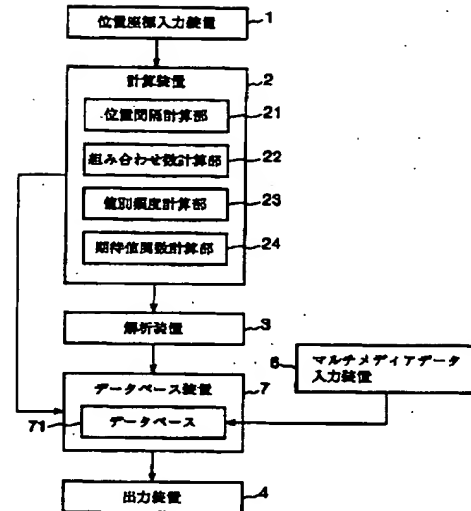 位置座標入力装置
1
計算装置
2
位置間隔計算部
21
組み合わせ数計算部
22
値別頻度計算部
23
期待値関数計算部
24
解析装置
3
6
マルチメディアデータ
入力装置
データベース装置
7
71
データベース
出力装置
4